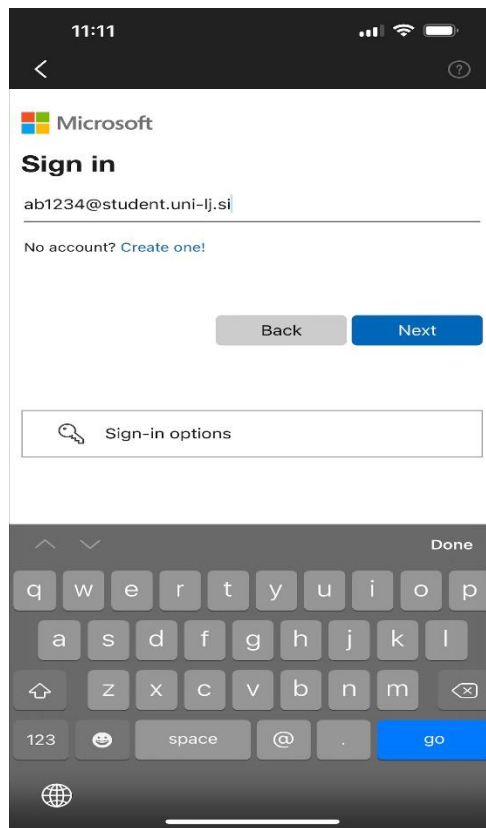 11:11
Microsoft
Sign in
ab1234@student.uni-lj.si
No account? Create one!
Back Next
Sign-in options
Done
q w e r t y u i o p
a s d f g h j k l
z x c v b n m
123 space @ . go